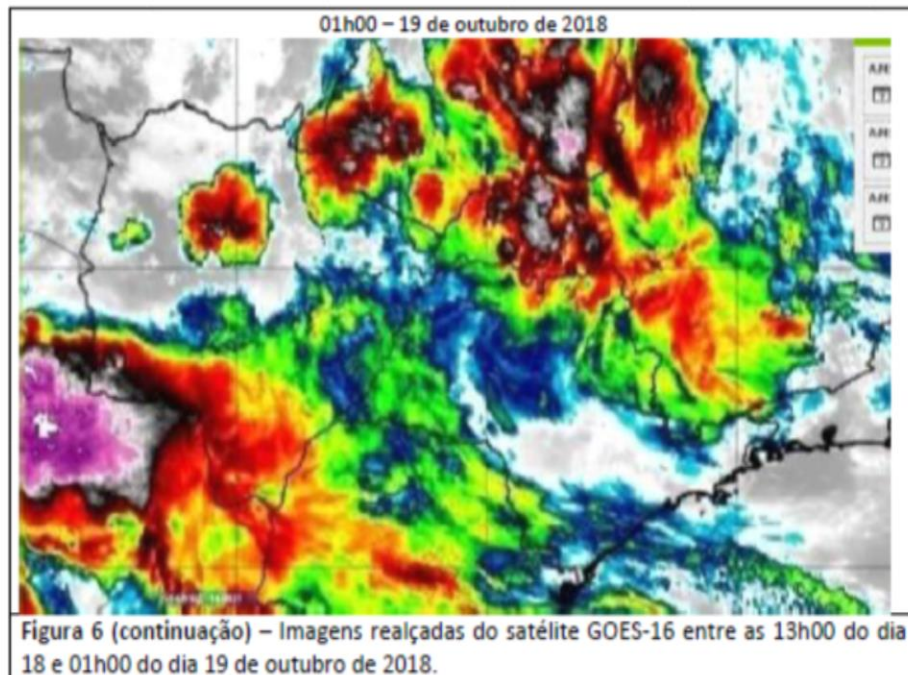 01h00 – 19 de outubro de 2018
Figura 6 (continuação) – Imagens realçadas do satélite GOES-16 entre as 13h00 do dia
18 e 01h00 do dia 19 de outubro de 2018.